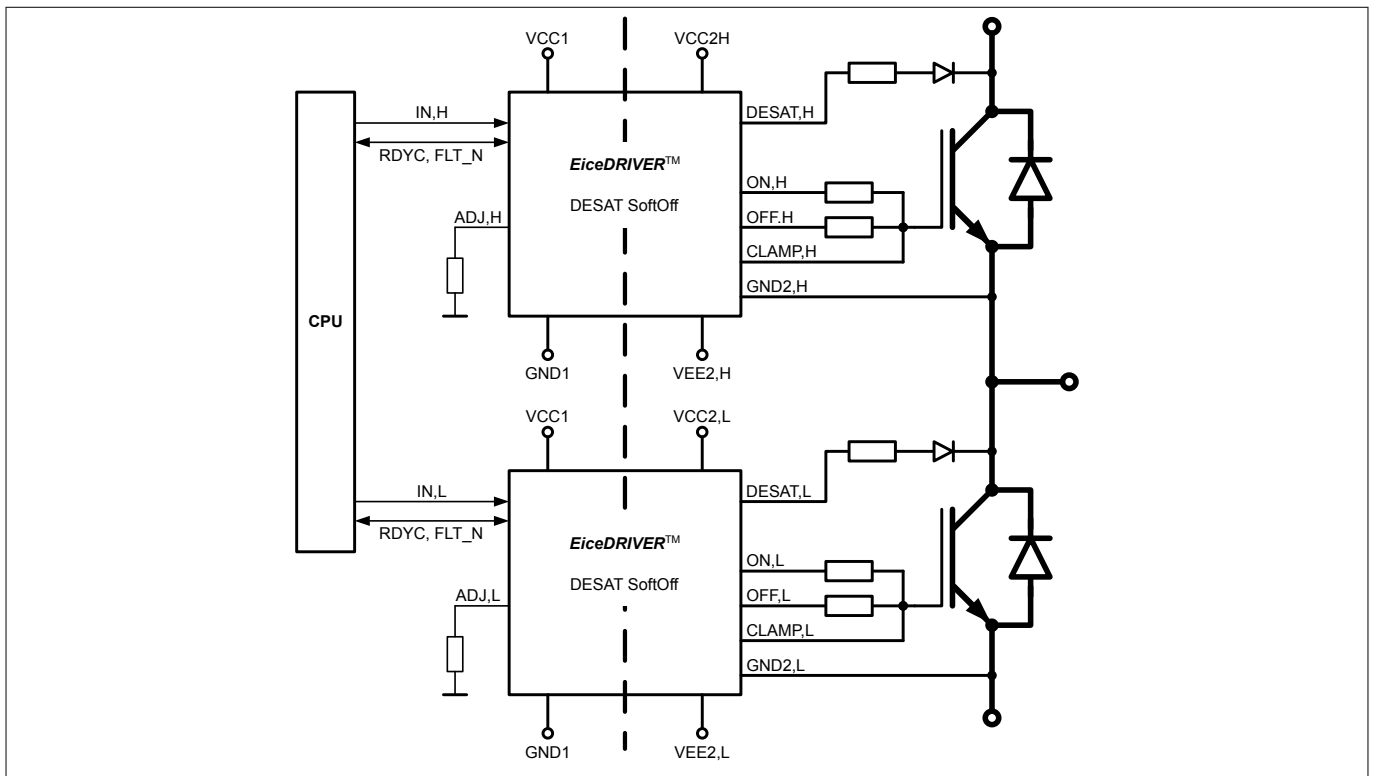 VCC1
VCC2H
IN,H
RDYC, FLT_N
ADJ,H
EiceDRIVER™
DESAT SoftOff
DESAT,H
ON,H
OFF.H
CLAMP,H
GND2,H
GND1
VEE2,H
CPU
VCC1
VCC2,L
IN,L
RDYC, FLT_N
ADJ,L
EiceDRIVER™
DESAT SoftOff
DESAT,L
ON,L
OFF,L
CLAMP,L
GND2,L
GND1
VEE2,L